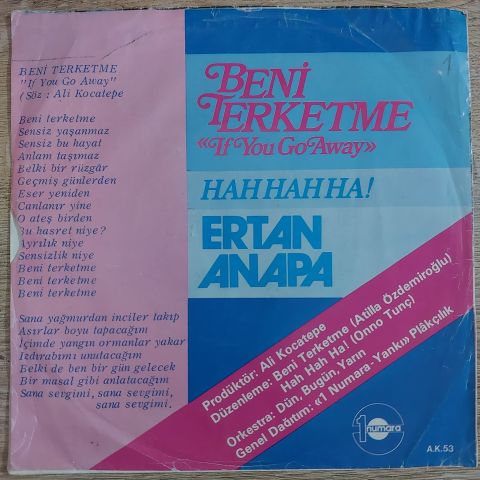 BENİ TERKETME
"If You Go Away"
(Söz : Ali Kocatepe
Beni terketme
Sensiz yaşanmaz
Sensiz bu hayat
Anlam taşımaz
Belki bir rüzgâr
Geçmiş günlerden
Eser yeniden
Canlanır yine
O ateş birden
Bu hasret niye?
Ayrılık niye
Sensizlik niye
Beni terketme
Beni terketme
Beni terketme
Sana yağmurdan inciler takıp
Asırlar boyu tapacağım
İçimde yangın ormanlar yakar
Izdırabımı unutacağım
Belki de ben bir gün gelecek
Bir masal gibi anlatacağım
Sana sevgimi, sana sevgimi,
sana sevgimi.
BENİ
TERKETME
«If You Go Away»
HAH HAH HA!
ERTAN
ANAPA
Prodüktör: Ali Kocatepe
Düzenleme: Beni Terketme (Atilla Özdemiroğlu)
Hah Hah Ha! (Onno Tunç)
Orkestra: Dün, Bugün, Yarın
Genel Dağıtım: «1 Numara-Yankı» Plâkçılık
1 numara
A.K.53
1